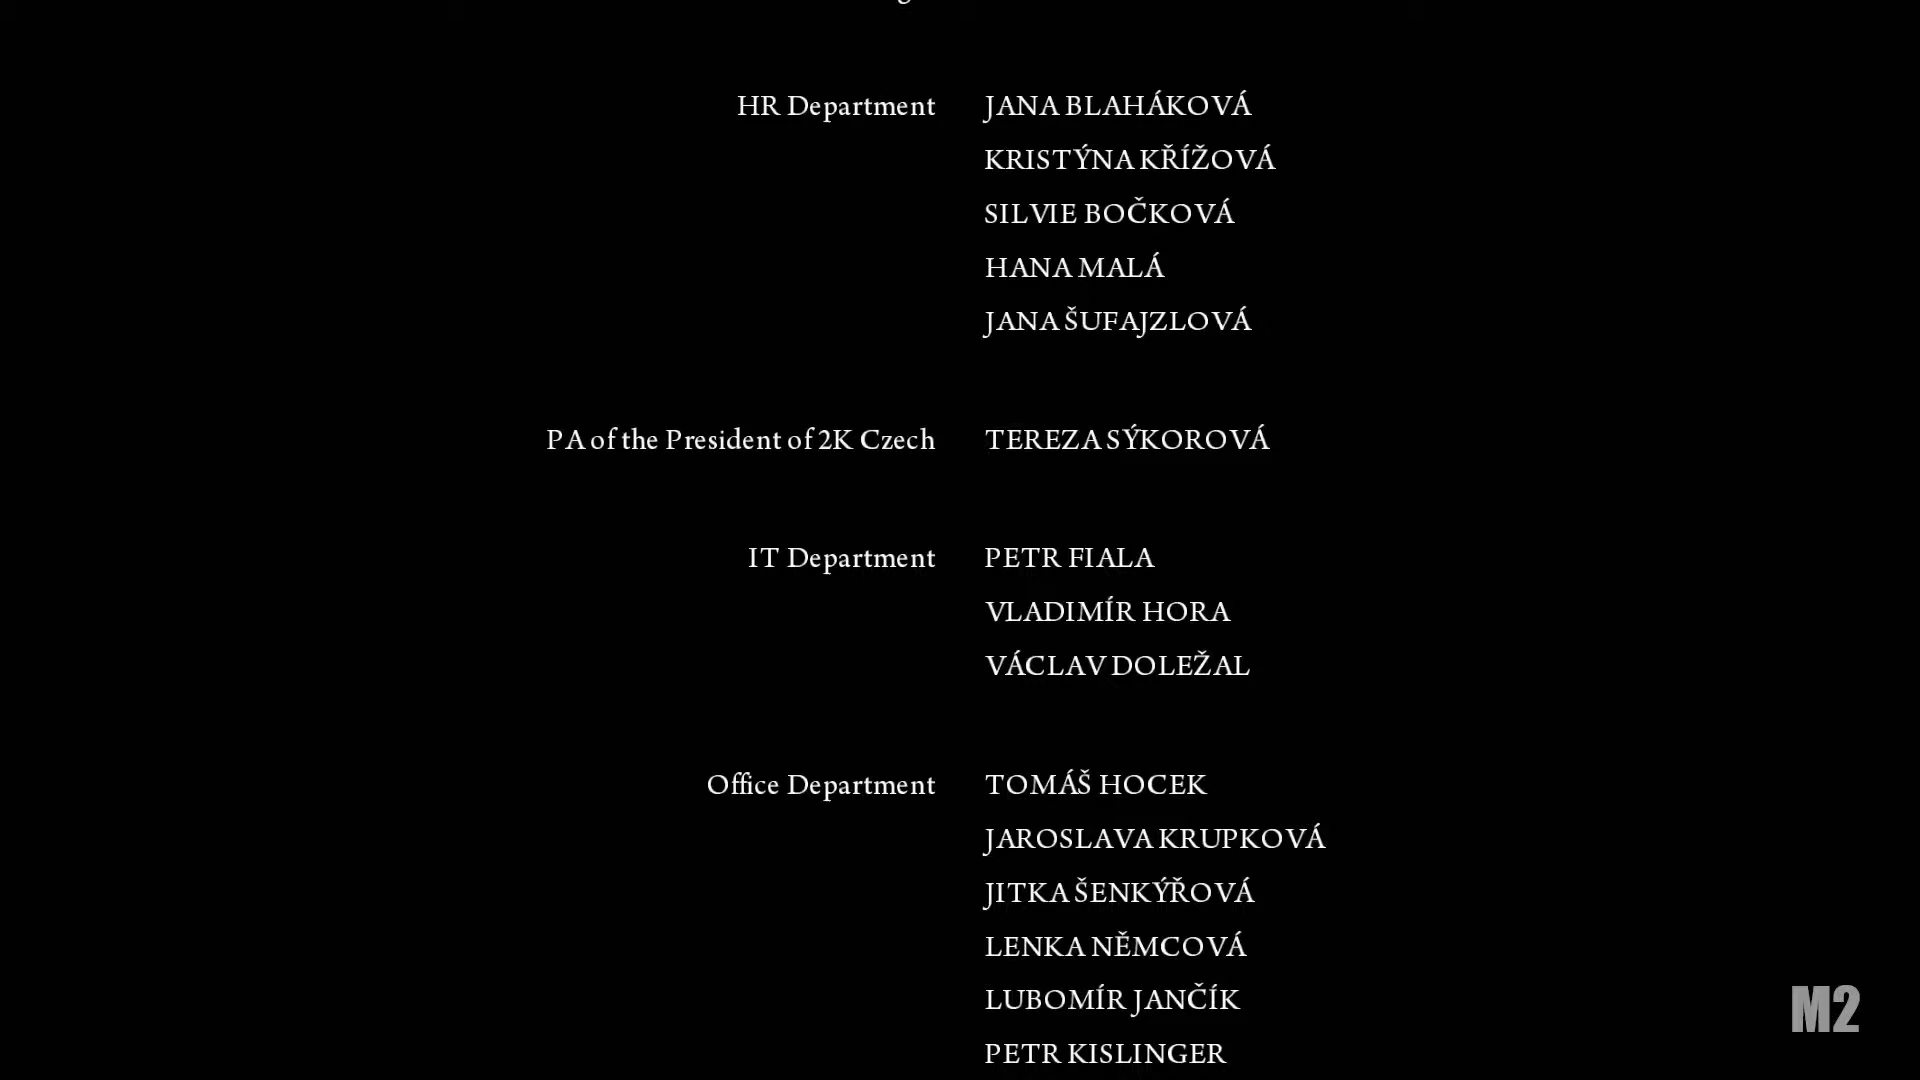 HR Department JANA BLAHÁKOVÁ
KRISTÝNA KŘÍŽOVÁ
SILVIE BOČKOVÁ
HANA MALÁ
JANA ŠUFAJZLOVÁ
PA of the President of 2K Czech TEREZA SÝKOROVÁ
IT Department PETR FIALA
VLADIMÍR HORA
VÁCLAV DOLEŽAL
Office Department TOMÁŠ HOCEK
JAROSLAVA KRUPKOVÁ
JITKA ŠENKÝŘOVÁ
LENKA NĚMCOVÁ
LUBOMÍR JANČÍK
PETR KISLINGER
M2